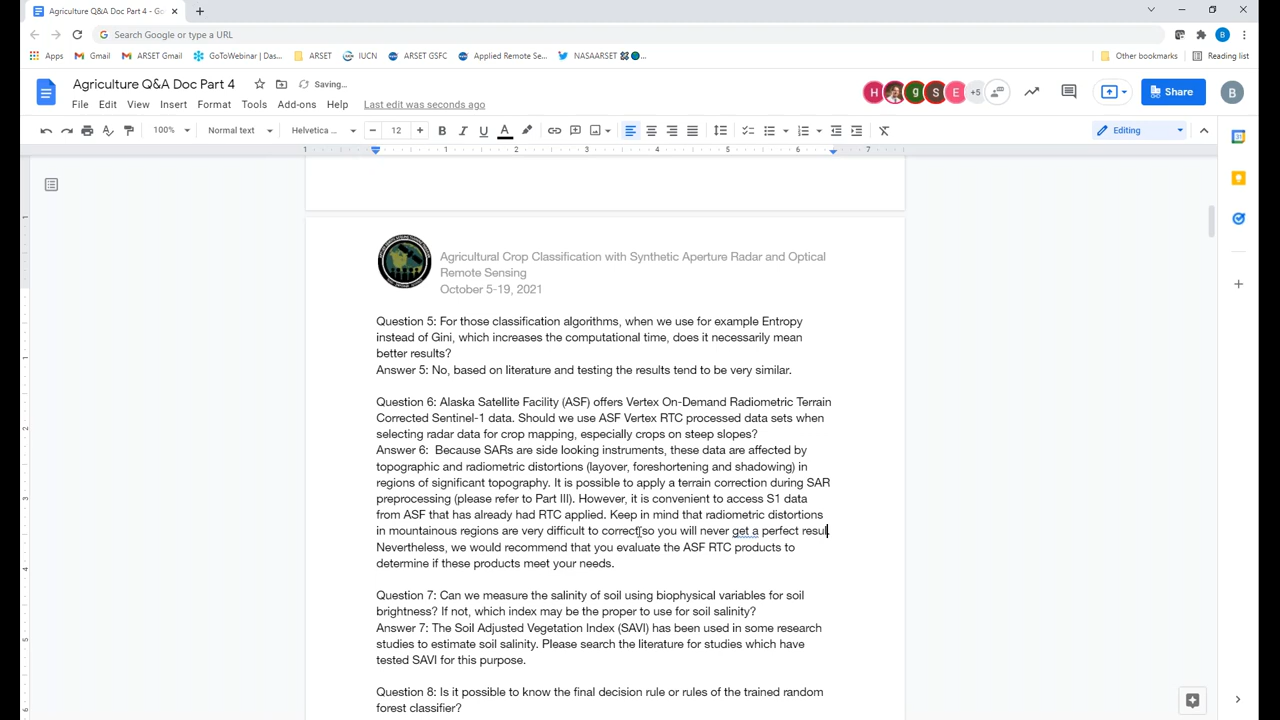 Agriculture Q&A Doc Part 4 - Go
Search Google or type a URL
Apps Gmail ARSET Gmail GoToWebinar | Das... ARSET IUCN ARSET GSFC Applied Remote Se... NASAARSET Other bookmarks Reading list
Agriculture Q&A Doc Part 4 Saving...
File Edit View Insert Format Tools Add-ons Help Last edit was seconds ago
H g S E +5 Share B
100% Normal text Helvetica ... 12 B I U A Editing
1 1 2 3 4 5 6 7
Agricultural Crop Classification with Synthetic Aperture Radar and Optical
Remote Sensing
October 5-19, 2021
Question 5: For those classification algorithms, when we use for example Entropy
instead of Gini, which increases the computational time, does it necessarily mean
better results?
Answer 5: No, based on literature and testing the results tend to be very similar.
Question 6: Alaska Satellite Facility (ASF) offers Vertex On-Demand Radiometric Terrain
Corrected Sentinel-1 data. Should we use ASF Vertex RTC processed data sets when
selecting radar data for crop mapping, especially crops on steep slopes?
Answer 6: Because SARs are side looking instruments, these data are affected by
topographic and radiometric distortions (layover, foreshortening and shadowing) in
regions of significant topography. It is possible to apply a terrain correction during SAR
preprocessing (please refer to Part III). However, it is convenient to access S1 data
from ASF that has already had RTC applied. Keep in mind that radiometric distortions
in mountainous regions are very difficult to correct so you will never get a perfect resul
Nevertheless, we would recommend that you evaluate the ASF RTC products to
determine if these products meet your needs.
Question 7: Can we measure the salinity of soil using biophysical variables for soil
brightness? If not, which index may be the proper to use for soil salinity?
Answer 7: The Soil Adjusted Vegetation Index (SAVI) has been used in some research
studies to estimate soil salinity. Please search the literature for studies which have
tested SAVI for this purpose.
Question 8: Is it possible to know the final decision rule or rules of the trained random
forest classifier?